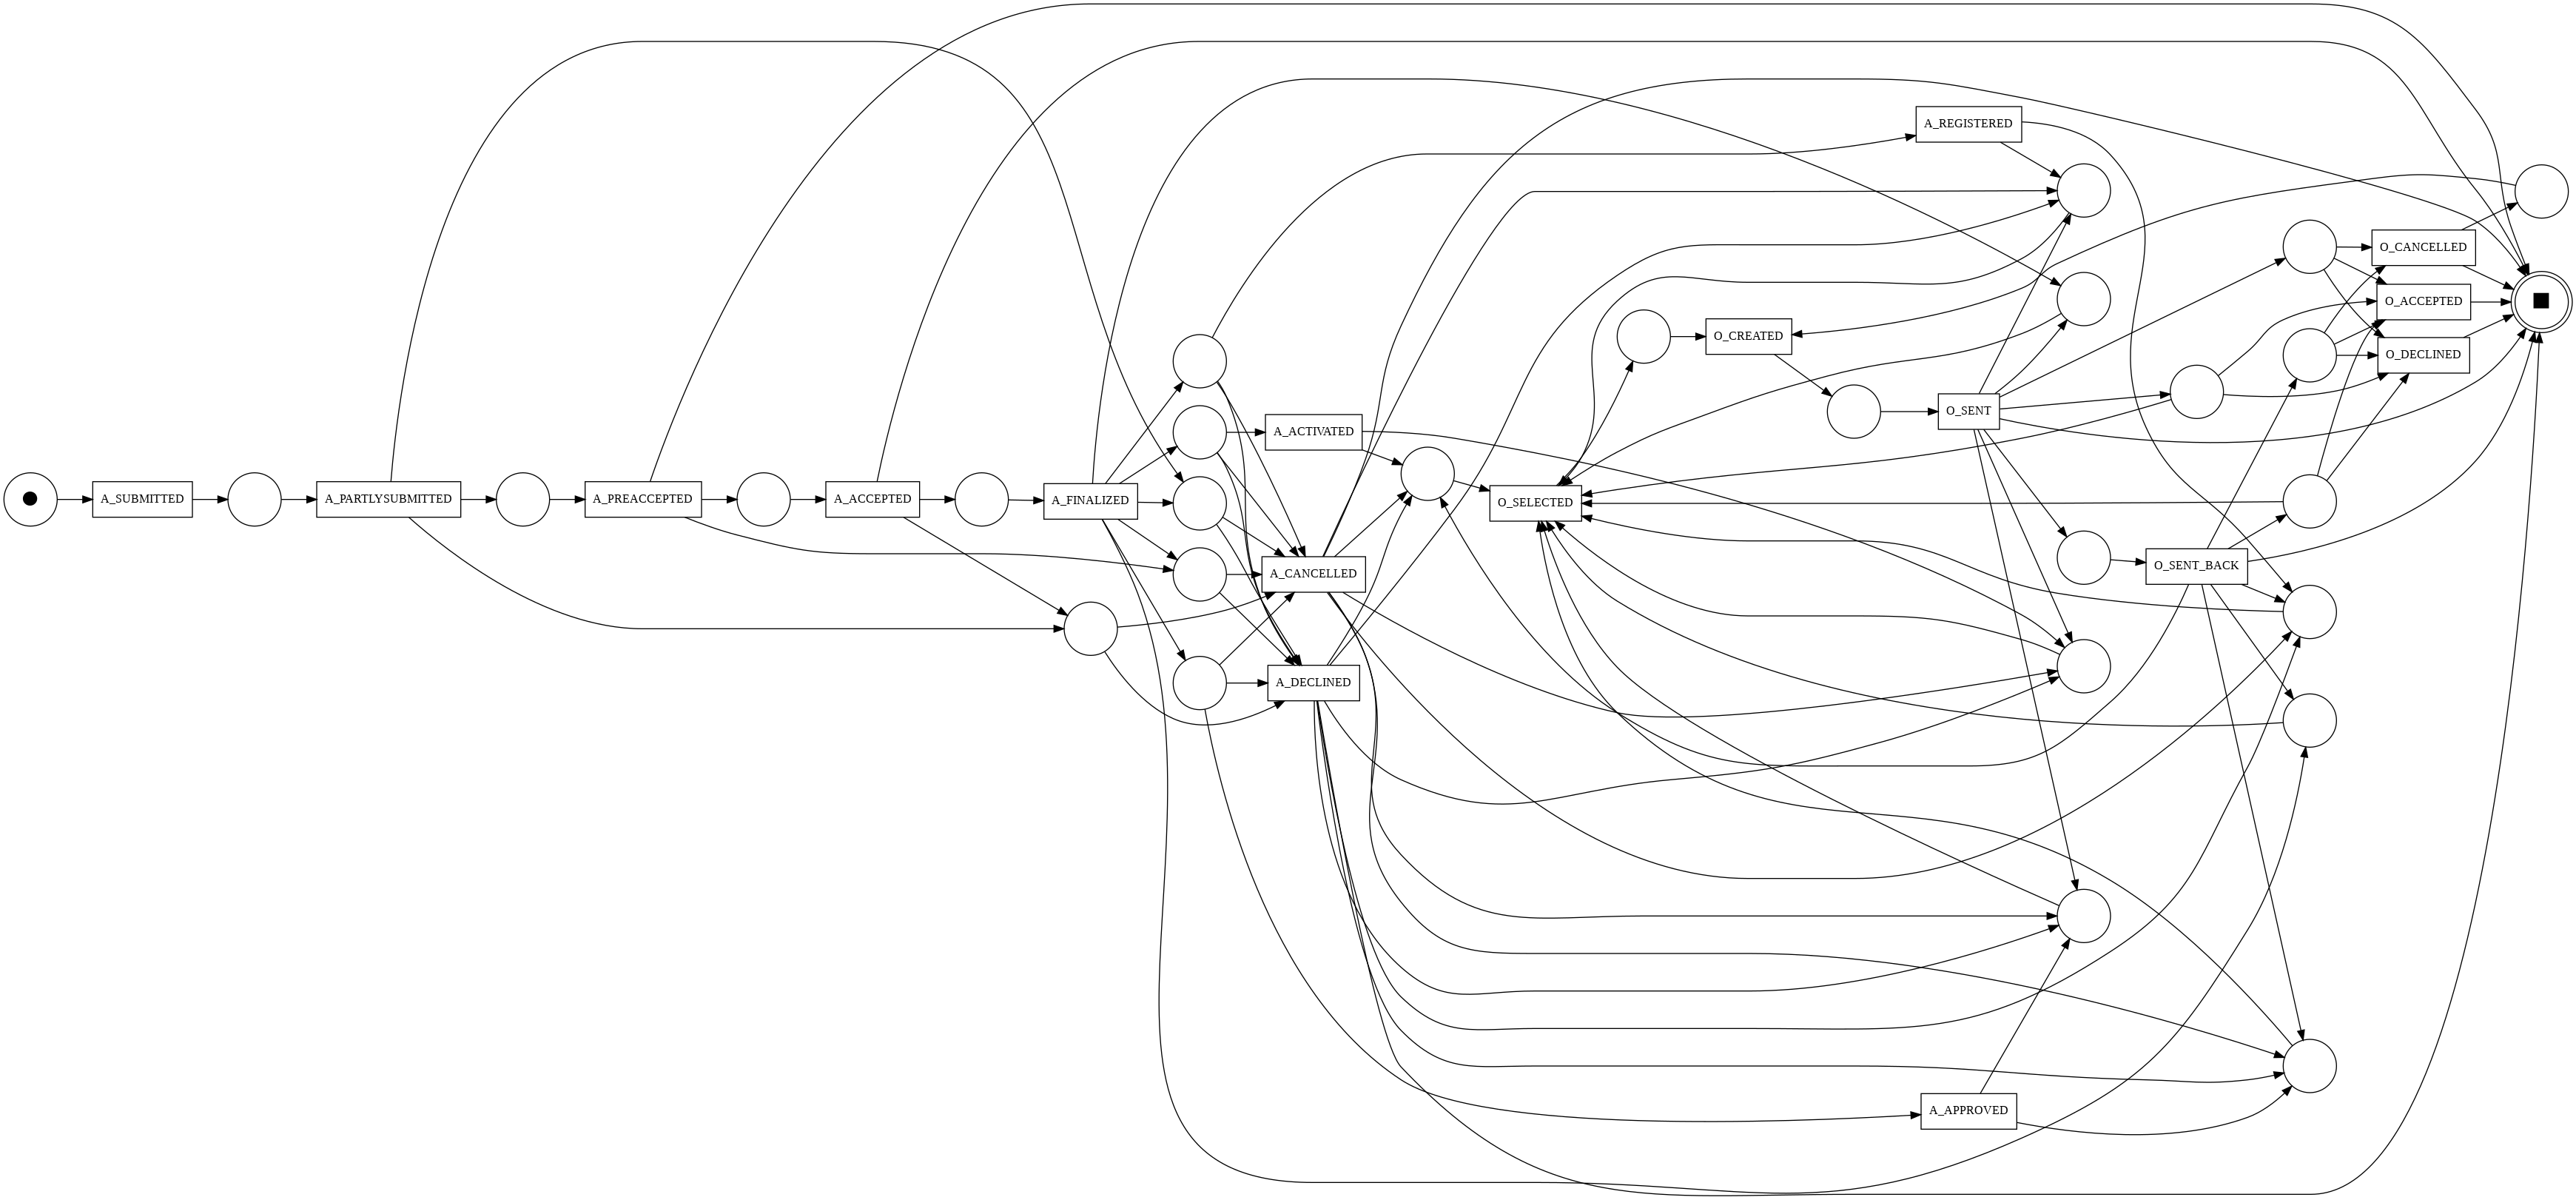 A_REGISTERED
O_CANCELLED
O_ACCEPTED
O_CREATED
O_DECLINED
O_SENT
A_ACTIVATED
A_SUBMITTED
A_PARTLYSUBMITTED
A_PREACCEPTED
A_ACCEPTED
A_FINALIZED
O_SELECTED
A_CANCELLED
O_SENT_BACK
A_DECLINED
A_APPROVED